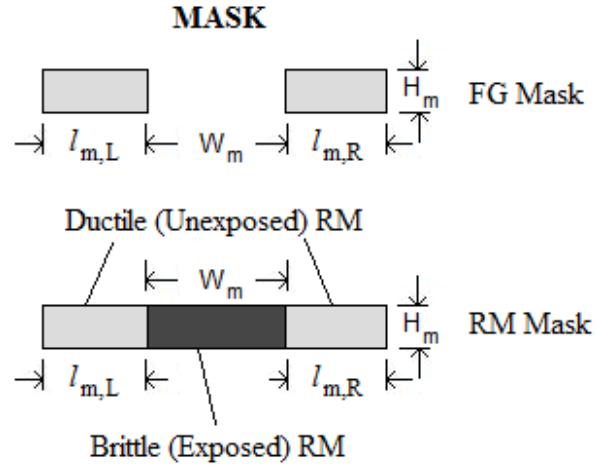 MASK
H_m FG Mask
l_m,L W_m l_m,R
Ductile (Unexposed) RM
W_m
H_m RM Mask
l_m,L l_m,R
Brittle (Exposed) RM